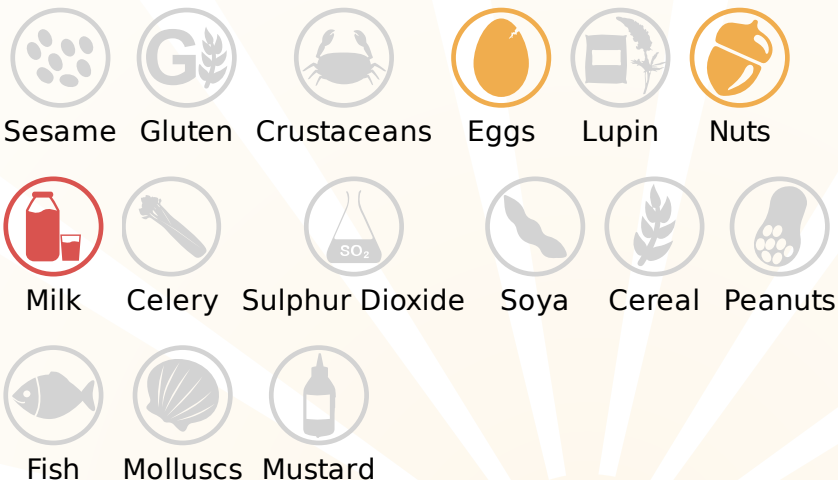 G
Sesame Gluten Crustaceans Eggs Lupin Nuts
SO₂
Milk Celery Sulphur Dioxide Soya Cereal Peanuts
Fish Molluscs Mustard